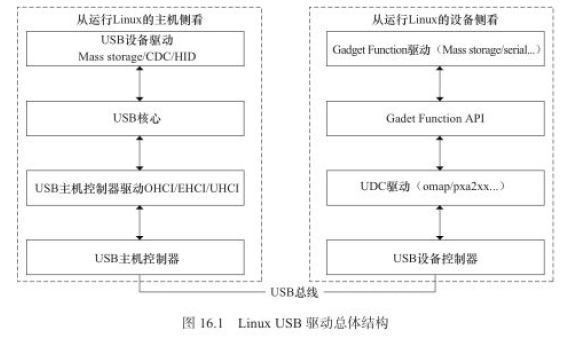 从运行Linux的主机侧看
USB设备驱动
Mass storage/CDC/HID
USB核心
USB主机控制器驱动OHCI/EHCI/UHCI
USB主机控制器
从运行Linux的设备侧看
Gadget Function驱动（Mass storage/serial...）
Gadet Function API
UDC驱动（omap/pxa2xx...）
USB设备控制器
USB总线
图 16.1 Linux USB 驱动总体结构